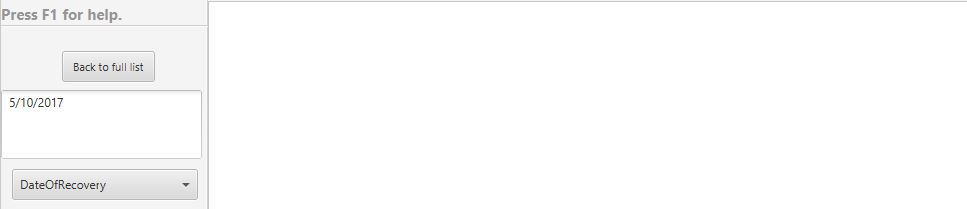 Press F1 for help.
Back to full list
5/10/2017
DateOfRecovery